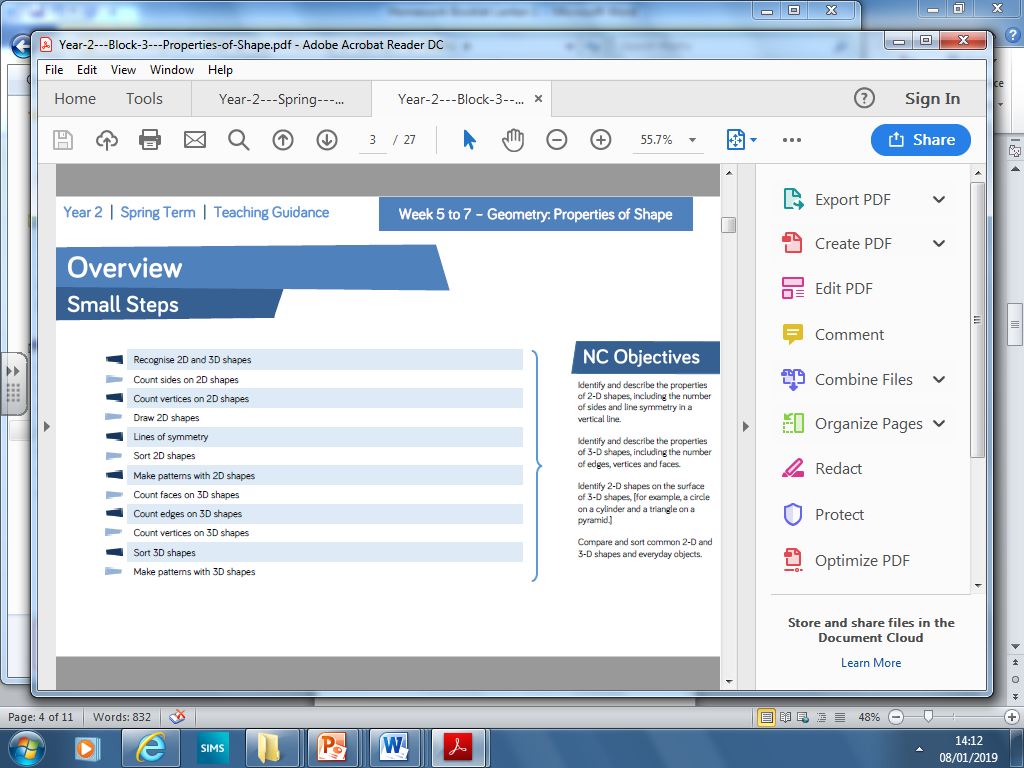 Year-2---Block-3---Properties-of-Shape.pdf - Adobe Acrobat Reader DC
File Edit View Window Help
Home Tools Year-2---Spring---... Year-2---Block-3--... × ? Sign In
3 / 27 55.7% Share
Year 2 | Spring Term | Teaching Guidance
Week 5 to 7 – Geometry: Properties of Shape
Overview
Small Steps
Recognise 2D and 3D shapes
Count sides on 2D shapes
Count vertices on 2D shapes
Draw 2D shapes
Lines of symmetry
Sort 2D shapes
Make patterns with 2D shapes
Count faces on 3D shapes
Count edges on 3D shapes
Count vertices on 3D shapes
Sort 3D shapes
Make patterns with 3D shapes
NC Objectives
Identify and describe the properties
of 2-D shapes, including the number
of sides and line symmetry in a
vertical line.
Identify and describe the properties
of 3-D shapes, including the number
of edges, vertices and faces.
Identify 2-D shapes on the surface
of 3-D shapes, [for example, a circle
on a cylinder and a triangle on a
pyramid.]
Compare and sort common 2-D and
3-D shapes and everyday objects.
Export PDF
Create PDF
Edit PDF
Comment
Combine Files
Organize Pages
Redact
Protect
Optimize PDF
Store and share files in the
Document Cloud
Learn More
Page: 4 of 11 Words: 832 48%
SIMS
14:12
08/01/2019